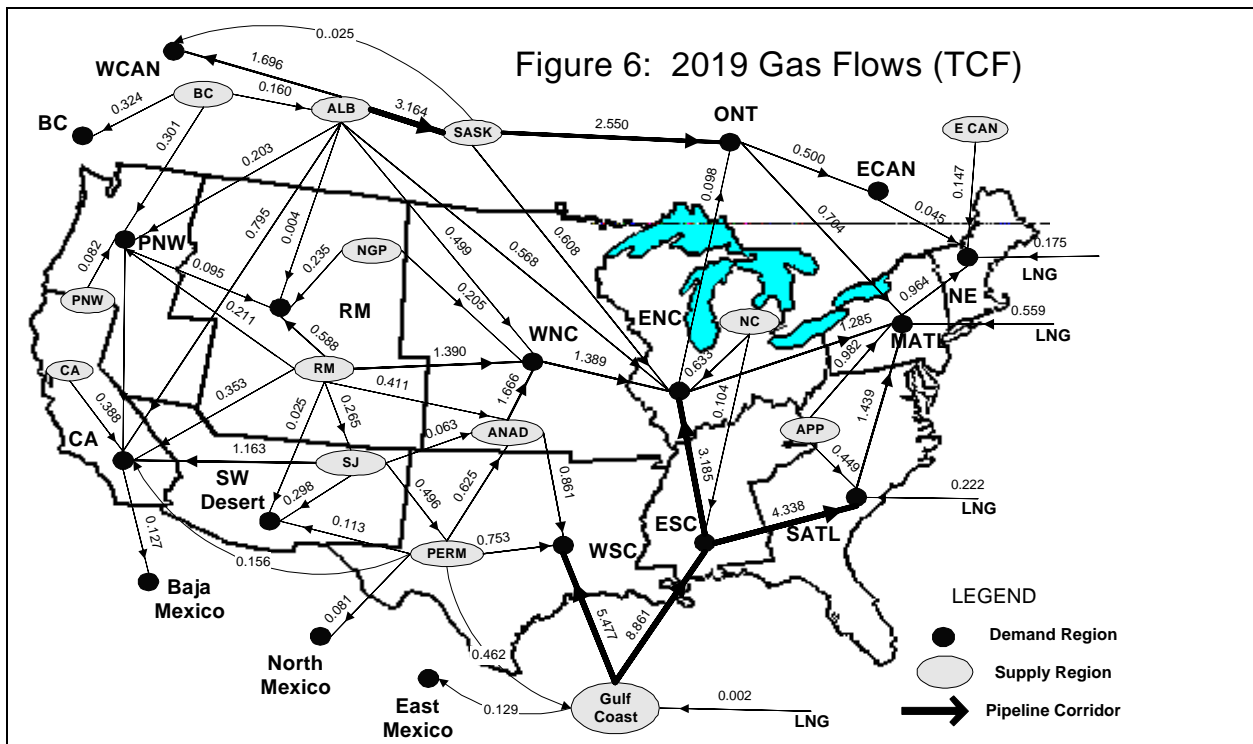 Figure 6: 2019 Gas Flows (TCF)
0..025
WCAN
1.696
BC
0.160
ALB
3.164
SASK
2.550
ONT
E CAN
0.324
BC
0.301
0.203
0.500
ECAN
0.147
0.098
0.795
0.004
0.499
0.568
0.608
0.704
0.045
0.175
LNG
PNW
0.082
0.095
0.235
NGP
PNW
0.211
RM
0.205
0.964
NE
0.588
WNC
ENC
NC
1.285
0.559
LNG
MATL
CA
0.353
RM
1.390
1.389
0.633
0.982
0.388
0.411
1.666
0.104
1.439
CA
0.025
0.265
0.063
ANAD
APP
1.163
SJ
SW
Desert
0.298
0.496
0.625
0.861
3.185
0.449
0.222
LNG
0.113
ESC
4.338
SATL
0.127
0.156
PERM
0.753
WSC
Baja
Mexico
0.081
5.477
8.861
LEGEND
Demand Region
North
Mexico
0.462
Supply Region
East
Mexico
0.129
Gulf
Coast
0.002
LNG
Pipeline Corridor